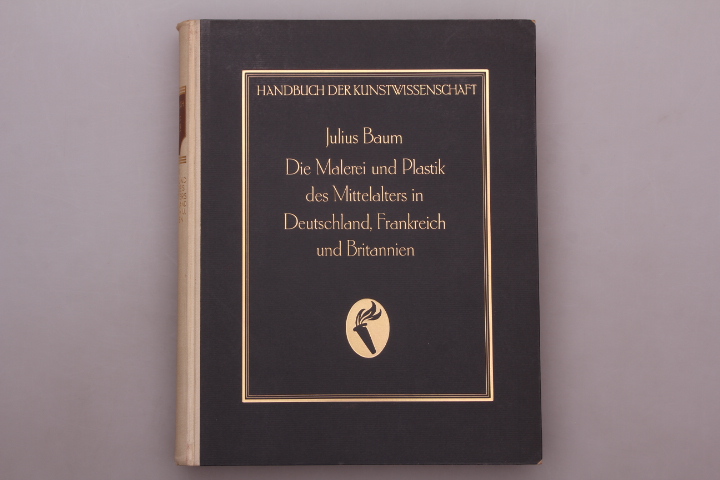 HANDBUCH DER KUNSTWISSENSCHAFT
Julius Baum
Die Malerei und Plastik
des Mittelalters in
Deutschland, Frankreich
und Britannien